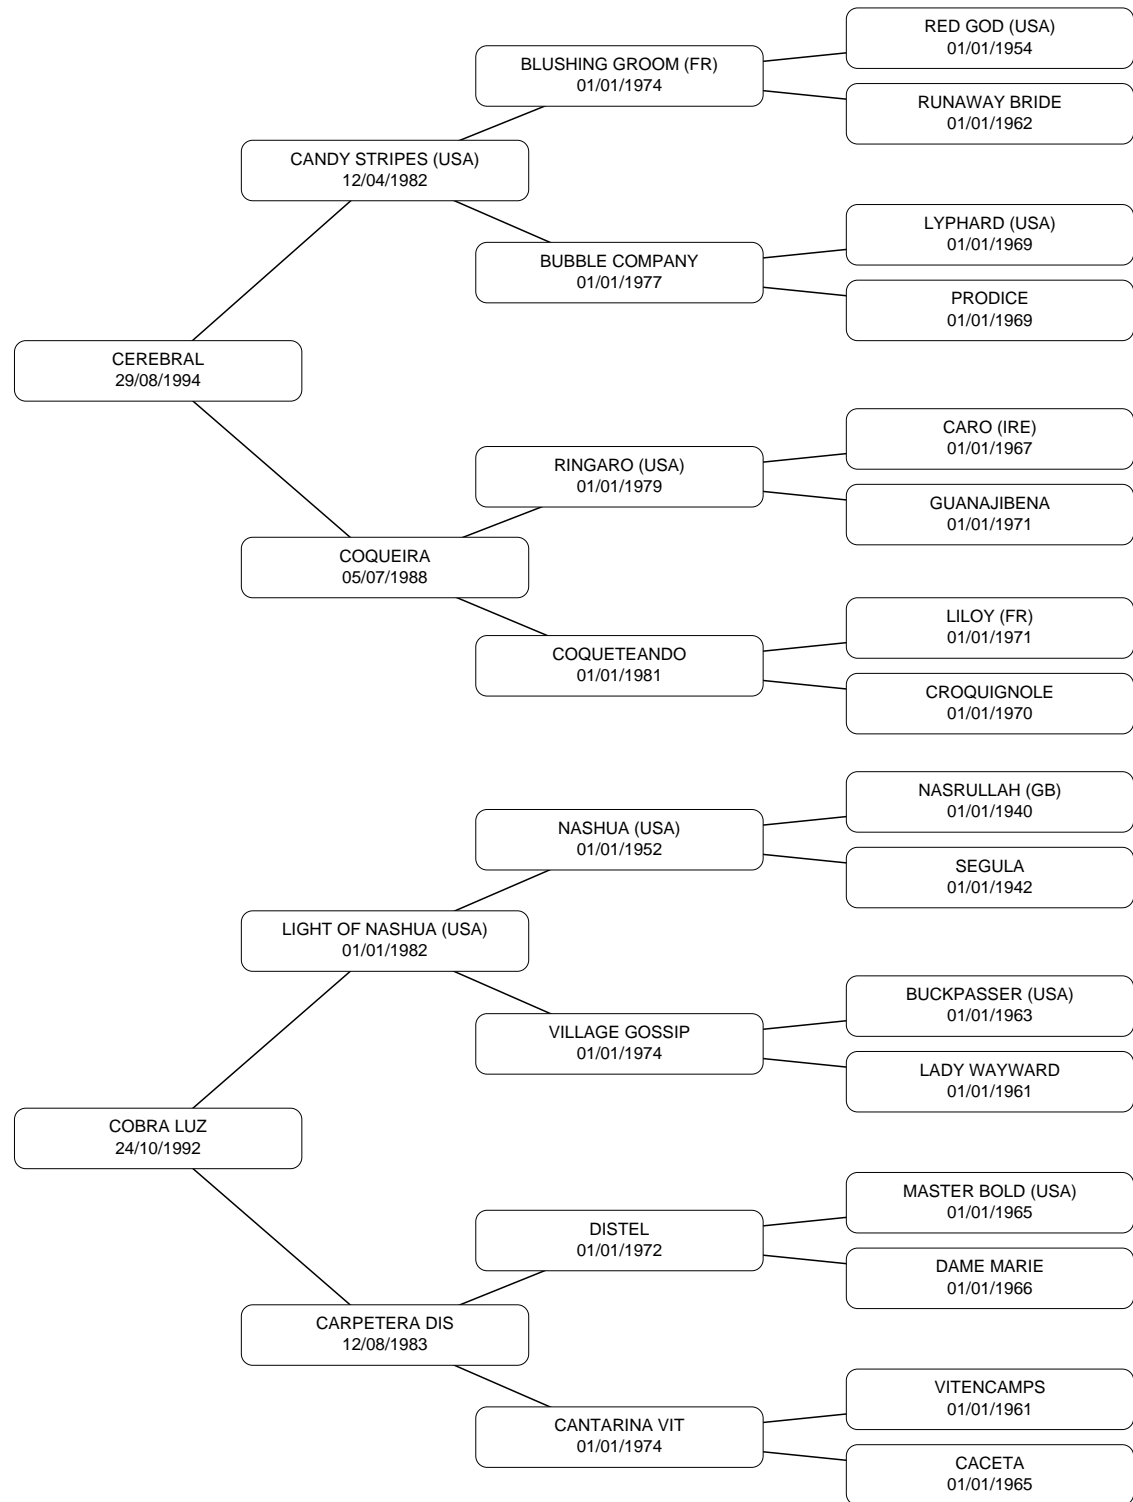 RED GOD (USA)
01/01/1954
BLUSHING GROOM (FR)
01/01/1974
RUNAWAY BRIDE
01/01/1962
CANDY STRIPES (USA)
12/04/1982
LYPHARD (USA)
01/01/1969
BUBBLE COMPANY
01/01/1977
PRODICE
01/01/1969
CEREBRAL
29/08/1994
CARO (IRE)
01/01/1967
RINGARO (USA)
01/01/1979
GUANAJIBENA
01/01/1971
COQUEIRA
05/07/1988
LILOY (FR)
01/01/1971
COQUETEANDO
01/01/1981
CROQUIGNOLE
01/01/1970
NASRULLAH (GB)
01/01/1940
NASHUA (USA)
01/01/1952
SEGULA
01/01/1942
LIGHT OF NASHUA (USA)
01/01/1982
BUCKPASSER (USA)
01/01/1963
VILLAGE GOSSIP
01/01/1974
LADY WAYWARD
01/01/1961
COBRA LUZ
24/10/1992
MASTER BOLD (USA)
01/01/1965
DISTEL
01/01/1972
DAME MARIE
01/01/1966
CARPETERA DIS
12/08/1983
VITENCAMPS
01/01/1961
CANTARINA VIT
01/01/1974
CACETA
01/01/1965